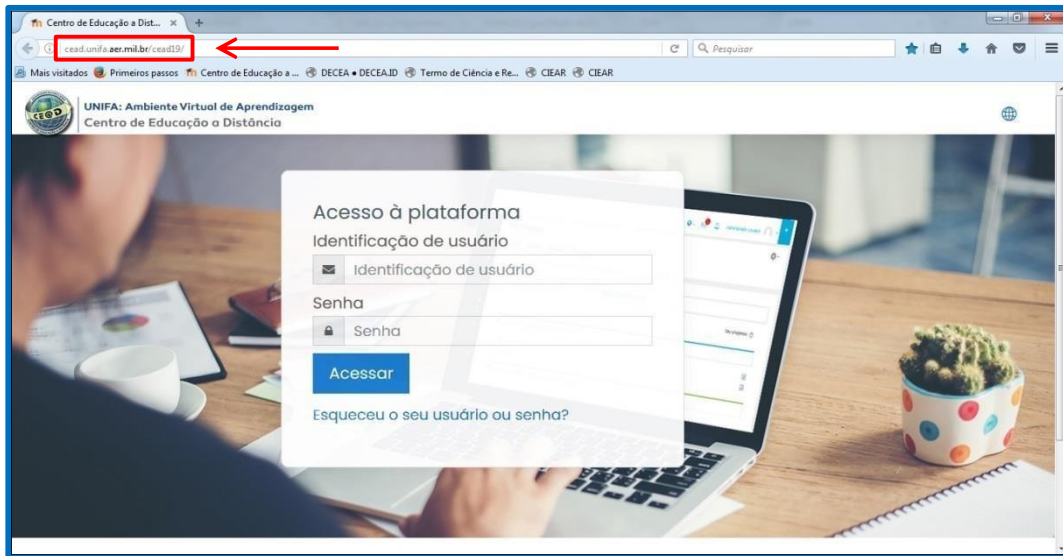 Centro de Educação a Dist...
cead.unifa.aer.mil.br/cead19/
Pesquisar
Mais visitados Primeiros passos Centro de Educação a ... DECEA • DECEA.ID Termo de Ciência e Re... CIEAR CIEAR
UNIFA: Ambiente Virtual de Aprendizagem
Centro de Educação a Distância
Acesso à plataforma
Identificação de usuário
Identificação de usuário
Senha
Senha
Acessar
Esqueceu o seu usuário ou senha?